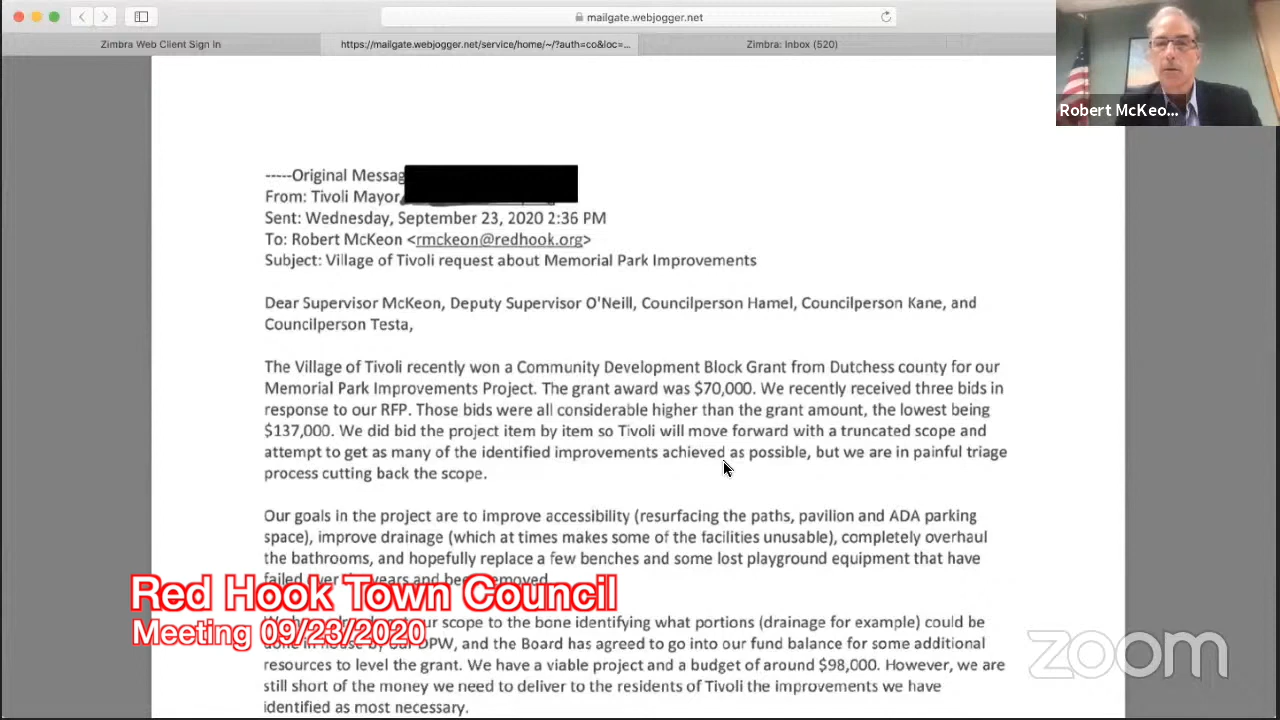 mailgate.webjogger.net
Zimbra Web Client Sign In
https://mailgate.webjogger.net/service/home/~/?auth=co&loc=...
Zimbra: Inbox (520)
Robert McKeo...
-----Original Messag
From: Tivoli Mayor
Sent: Wednesday, September 23, 2020 2:36 PM
To: Robert McKeon <rmckeon@redhook.org>
Subject: Village of Tivoli request about Memorial Park Improvements
Dear Supervisor McKeon, Deputy Supervisor O'Neill, Councilperson Hamel, Councilperson Kane, and
Councilperson Testa,
The Village of Tivoli recently won a Community Development Block Grant from Dutchess county for our
Memorial Park Improvements Project. The grant award was $70,000. We recently received three bids in
response to our RFP. Those bids were all considerable higher than the grant amount, the lowest being
$137,000. We did bid the project item by item so Tivoli will move forward with a truncated scope and
attempt to get as many of the identified improvements achieved as possible, but we are in painful triage
process cutting back the scope.
Our goals in the project are to improve accessibility (resurfacing the paths, pavilion and ADA parking
space), improve drainage (which at times makes some of the facilities unusable), completely overhaul
the bathrooms, and hopefully replace a few benches and some lost playground equipment that have
failed over years and been removed.
Red Hook Town Council
Meeting 09/23/2020
scope to the bone identifying what portions (drainage for example) could be
done in house by our DPW, and the Board has agreed to go into our fund balance for some additional
resources to level the grant. We have a viable project and a budget of around $98,000. However, we are
still short of the money we need to deliver to the residents of Tivoli the improvements we have
identified as most necessary.
zoom